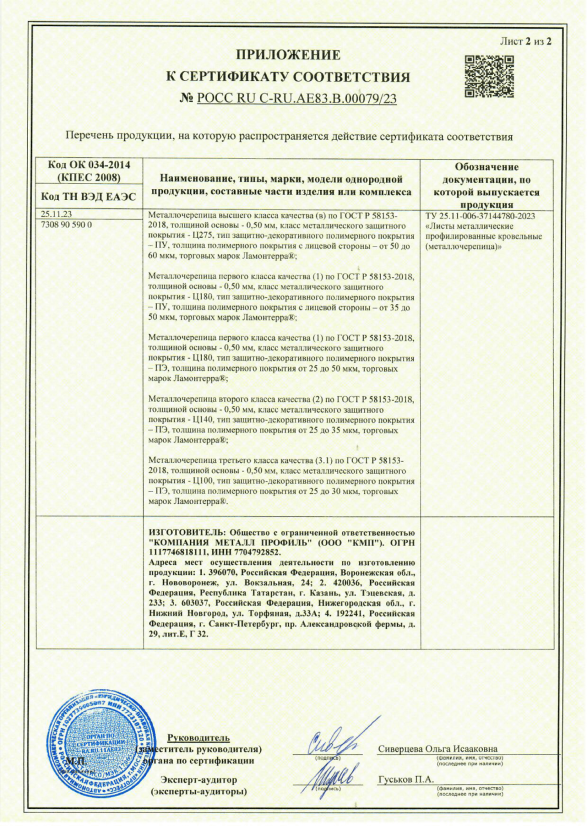 Лист 2 из 2
ПРИЛОЖЕНИЕ
К СЕРТИФИКАТУ СООТВЕТСТВИЯ
№ РОСС RU C-RU.АЕ83.В.00079/23
Перечень продукции, на которую распространяется действие сертификата соответствия
Код ОК 034-2014
(КПЕС 2008)
Код ТН ВЭД ЕАЭС
Наименование, типы, марки, модели однородной
продукции, составные части изделия или комплекса
Обозначение
документации, по
которой выпускается
продукция
25.11.23
7308 90 590 0
Металлочерепица высшего класса качества (в) по ГОСТ Р 58153-
2018, толщиной основы - 0,50 мм, класс металлического защитного
покрытия - Ц275, тип защитно-декоративного полимерного покрытия
– ПУ, толщина полимерного покрытия с лицевой стороны – от 50 до
60 мкм, торговых марок Ламонтерра®;
Металлочерепица первого класса качества (1) по ГОСТ Р 58153-2018,
толщиной основы - 0,50 мм, класс металлического защитного
покрытия - Ц180, тип защитно-декоративного полимерного покрытия
– ПУ, толщина полимерного покрытия с лицевой стороны – от 35 до
50 мкм, торговых марок Ламонтерра®;
Металлочерепица первого класса качества (1) по ГОСТ Р 58153-2018,
толщиной основы - 0,50 мм, класс металлического защитного
покрытия - Ц180, тип защитно-декоративного полимерного покрытия
– ПЭ, толщина полимерного покрытия от 25 до 50 мкм, торговых
марок Ламонтерра®;
Металлочерепица второго класса качества (2) по ГОСТ Р 58153-2018,
толщиной основы - 0,50 мм, класс металлического защитного
покрытия - Ц140, тип защитно-декоративного полимерного покрытия
– ПЭ, толщина полимерного покрытия от 25 до 35 мкм, торговых
марок Ламонтерра®;
Металлочерепица третьего класса качества (3.1) по ГОСТ Р 58153-
2018, толщиной основы - 0,50 мм, класс металлического защитного
покрытия - Ц100, тип защитно-декоративного полимерного покрытия
– ПЭ, толщина полимерного покрытия от 25 до 30 мкм, торговых
марок Ламонтерра®.
ТУ 25.11-006-37144780-2023
«Листы металлические
профилированные кровельные
(металлочерепица)»
ИЗГОТОВИТЕЛЬ: Общество с ограниченной ответственностью
"КОМПАНИЯ МЕТАЛЛ ПРОФИЛЬ" (ООО "КМП"). ОГРН
1117746818111, ИНН 7704792852.
Адреса мест осуществления деятельности по изготовлению
продукции: 1. 396070, Российская Федерация, Воронежская обл.,
г. Нововоронеж, ул. Вокзальная, 24; 2. 420036, Российская
Федерация, Республика Татарстан, г. Казань, ул. Тэцевская, д.
233; 3. 603037, Российская Федерация, Нижегородская обл., г.
Нижний Новгород, ул. Торфяная, д.33А; 4. 192241, Российская
Федерация, г. Санкт-Петербург, пр. Александровской фермы, д.
29, лит.Е, Г 32.
ОРГАН ПО
СЕРТИФИКАЦИИ
М.П.
Руководитель
(заместитель руководителя)
органа по сертификации
(подпись)
Сиверцева Ольга Исааковна
(фамилия, имя, отчество)
(последнее при наличии)
Эксперт-аудитор
(эксперты-аудиторы)
(подпись)
Гуськов П.А.
(фамилия, имя, отчество)
(последнее при наличии)